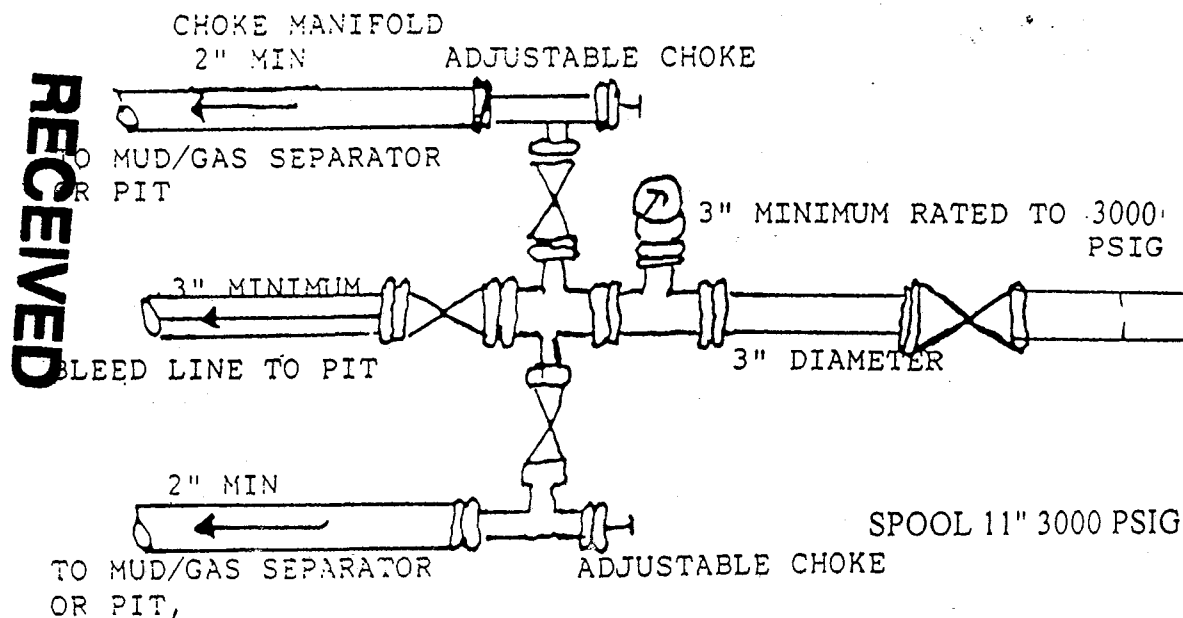 CHOKE MANIFOLD
2" MIN
ADJUSTABLE CHOKE
RECEIVED
TO MUD/GAS SEPARATOR
OR PIT
3" MINIMUM RATED TO 3000
PSIG
3" MINIMUM
BLEED LINE TO PIT
3" DIAMETER
2" MIN
SPOOL 11" 3000 PSIG
TO MUD/GAS SEPARATOR
OR PIT,
ADJUSTABLE CHOKE